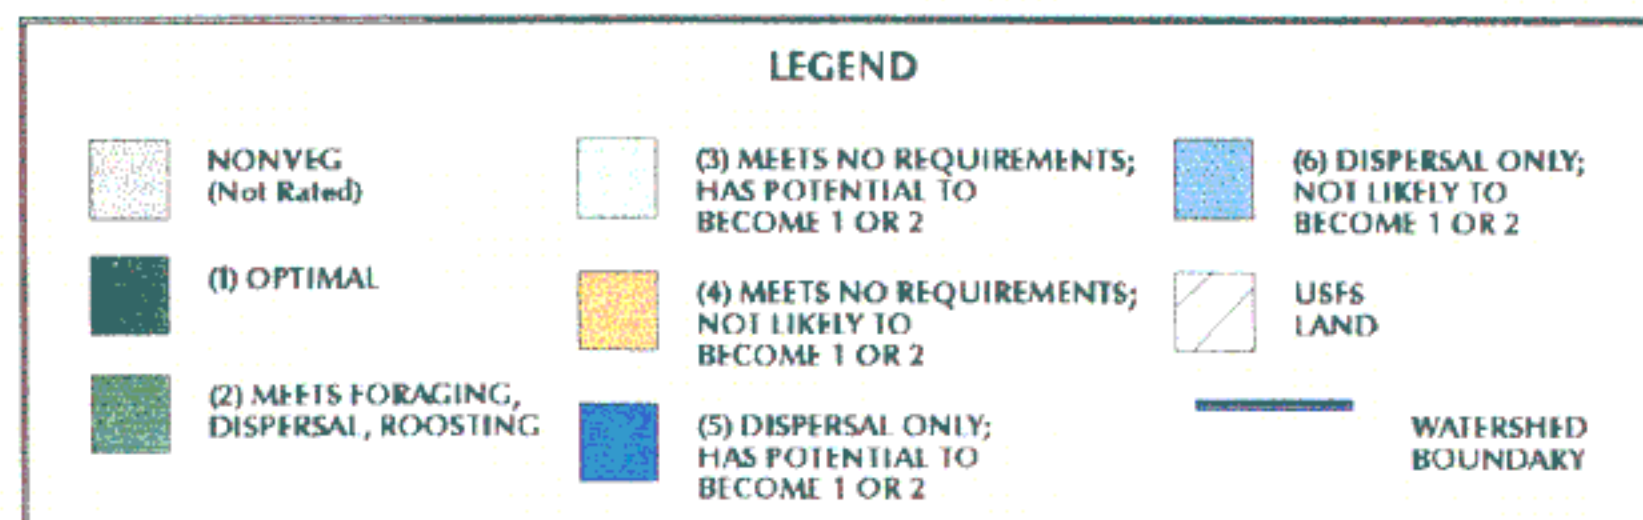 LEGEND
NONVEG
(Not Rated)
(1) OPTIMAL
(2) MEETS FORAGING,
DISPERSAL, ROOSTING
(3) MEETS NO REQUIREMENTS;
HAS POTENTIAL TO
BECOME 1 OR 2
(4) MEETS NO REQUIREMENTS;
NOT LIKELY TO
BECOME 1 OR 2
(5) DISPERSAL ONLY;
HAS POTENTIAL TO
BECOME 1 OR 2
(6) DISPERSAL ONLY;
NOT LIKELY TO
BECOME 1 OR 2
USFS
LAND
WATERSHED
BOUNDARY